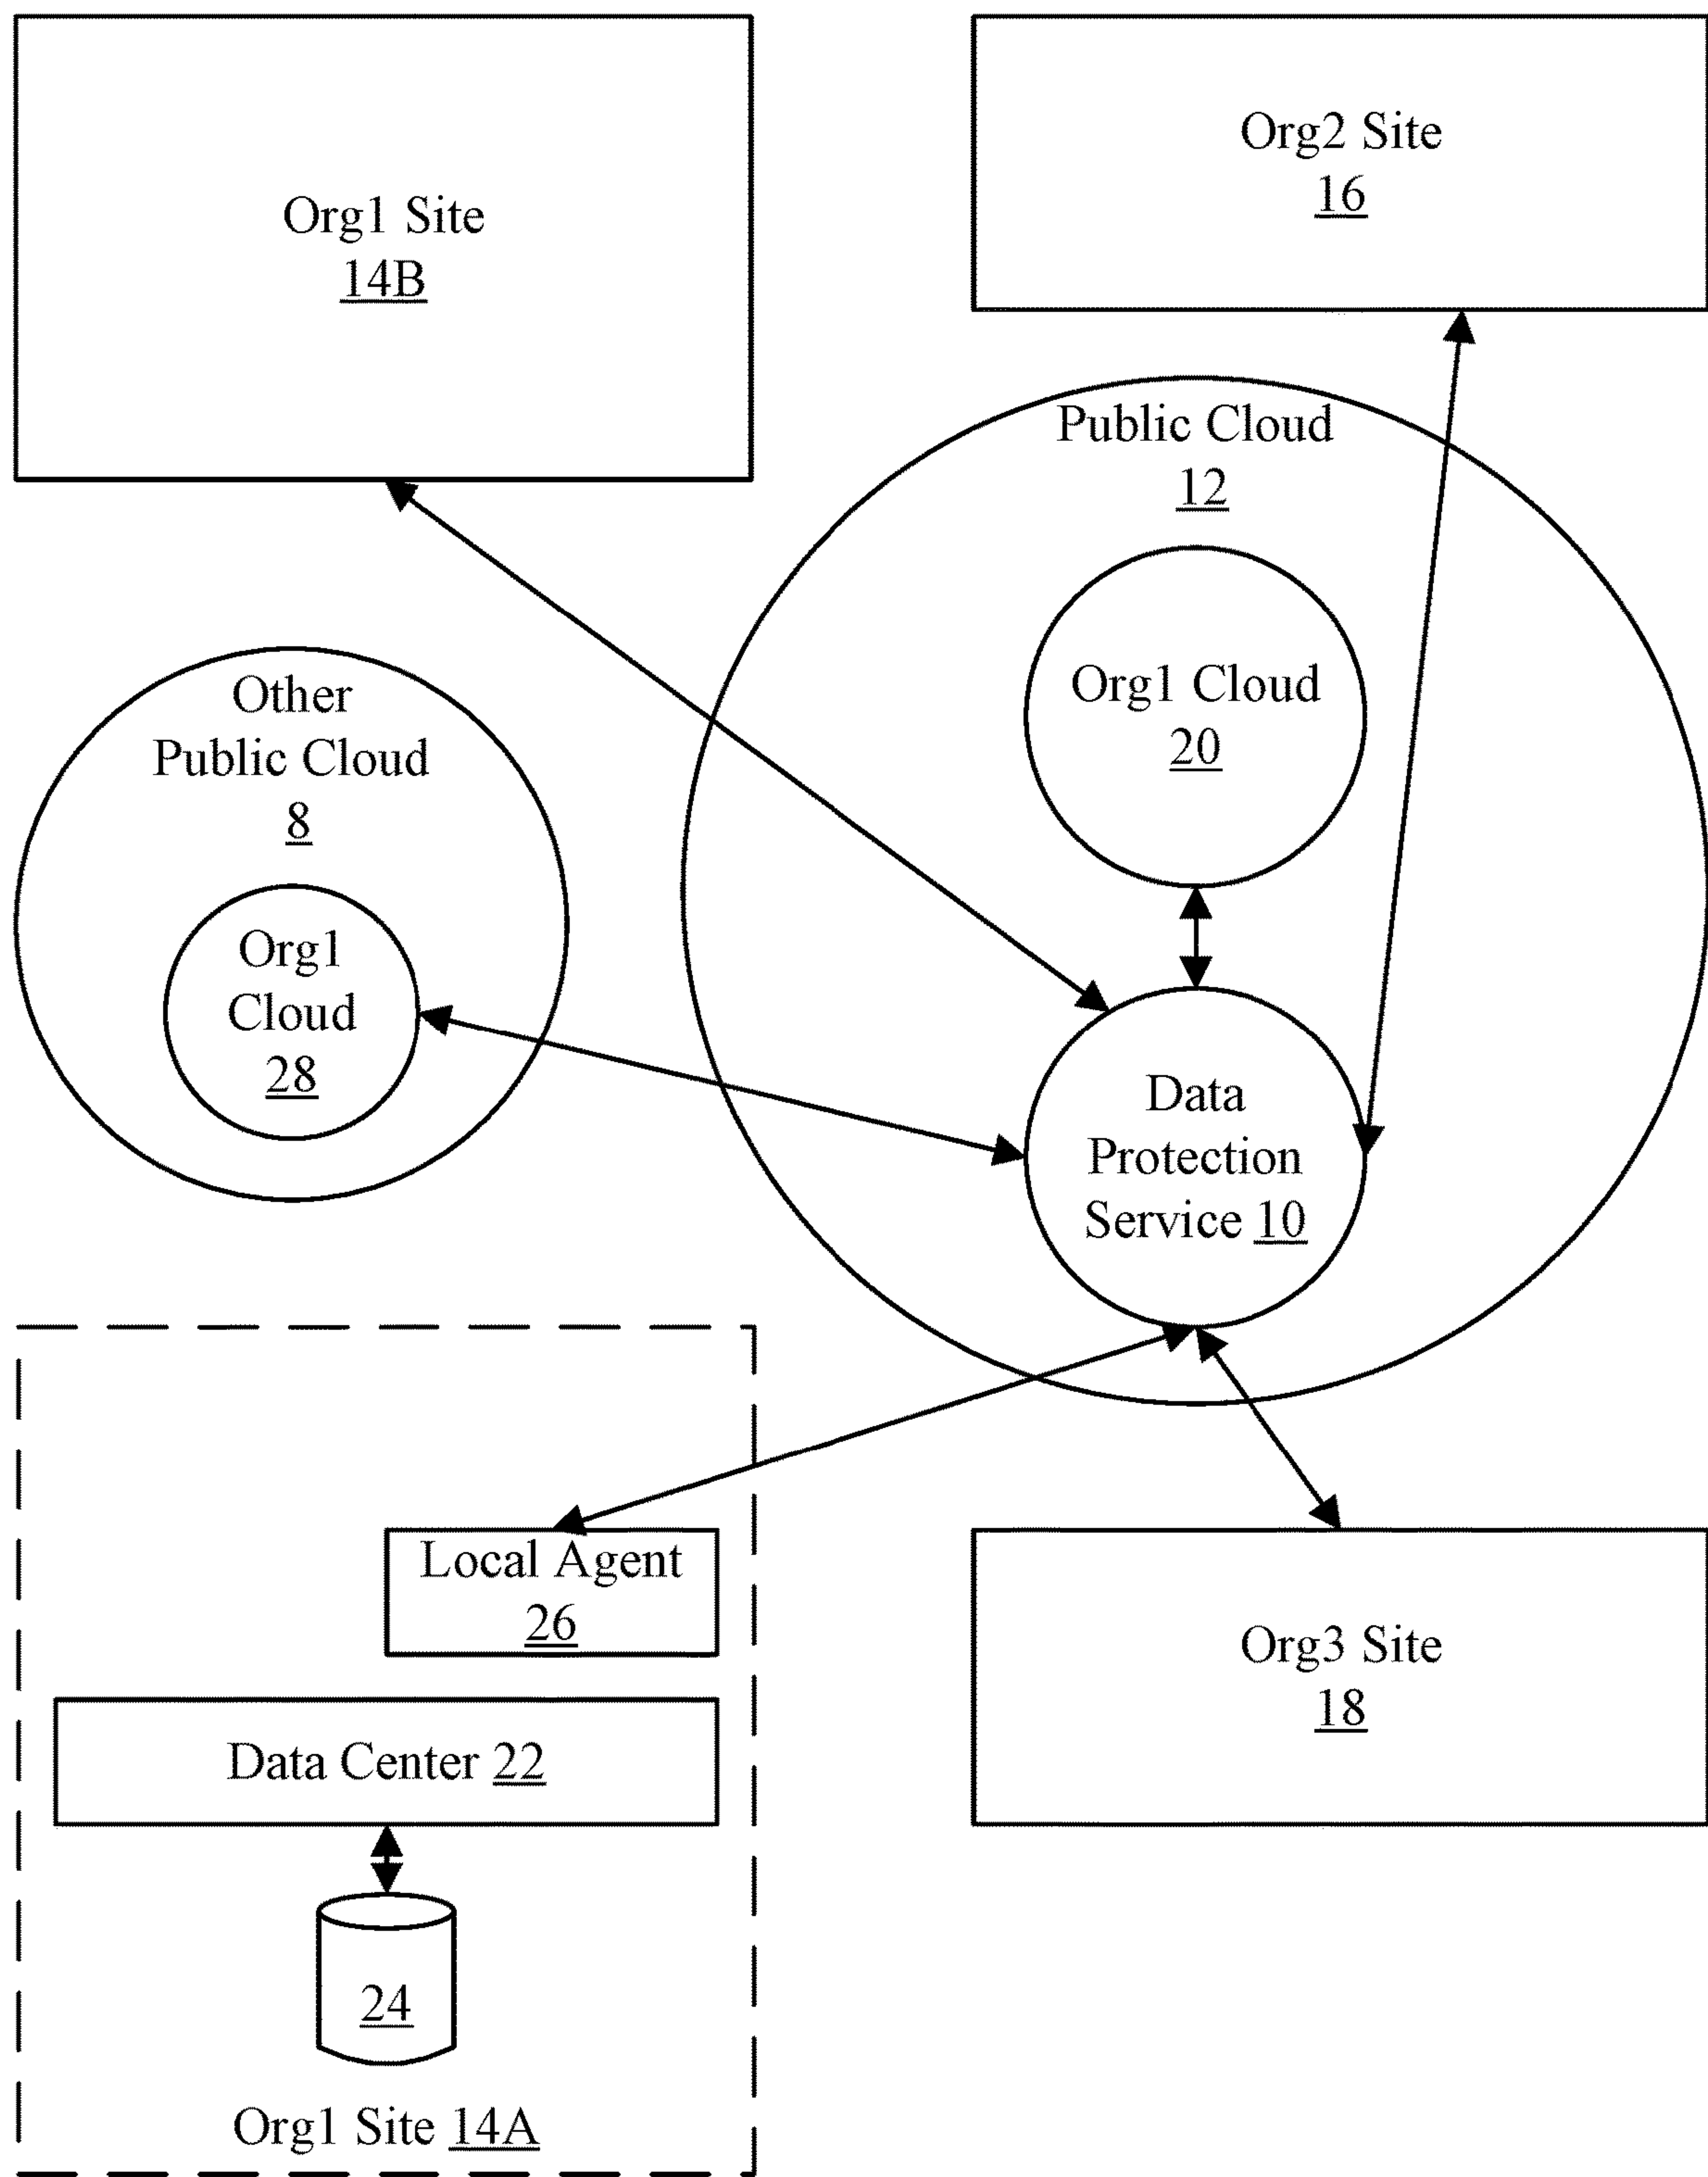 Org1 Site
14B
Org2 Site
16
Public Cloud
12
Org1 Cloud
20
Other
Public Cloud
8
Org1
Cloud
28
Data
Protection
Service 10
Local Agent
26
Data Center 22
24
Org1 Site 14A
Org3 Site
18